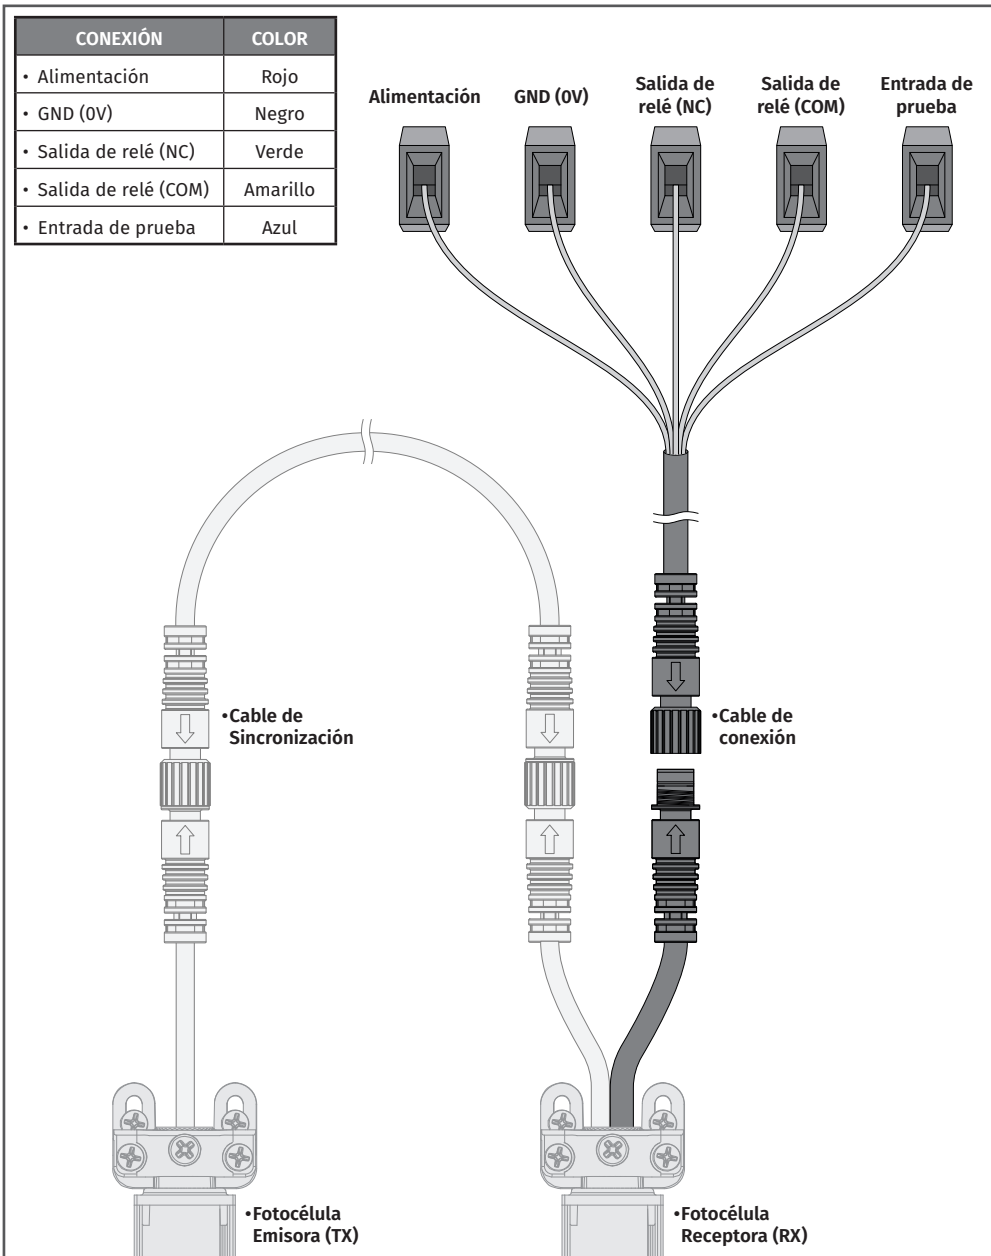 CONEXIÓN COLOR
• Alimentación Rojo
• GND (0V) Negro
• Salida de relé (NC) Verde
• Salida de relé (COM) Amarillo
• Entrada de prueba Azul
Alimentación
GND (0V)
Salida de
relé (NC)
Salida de
relé (COM)
Entrada de
prueba
•Cable de
Sincronización
•Cable de
conexión
•Fotocélula
Emisora (TX)
•Fotocélula
Receptora (RX)